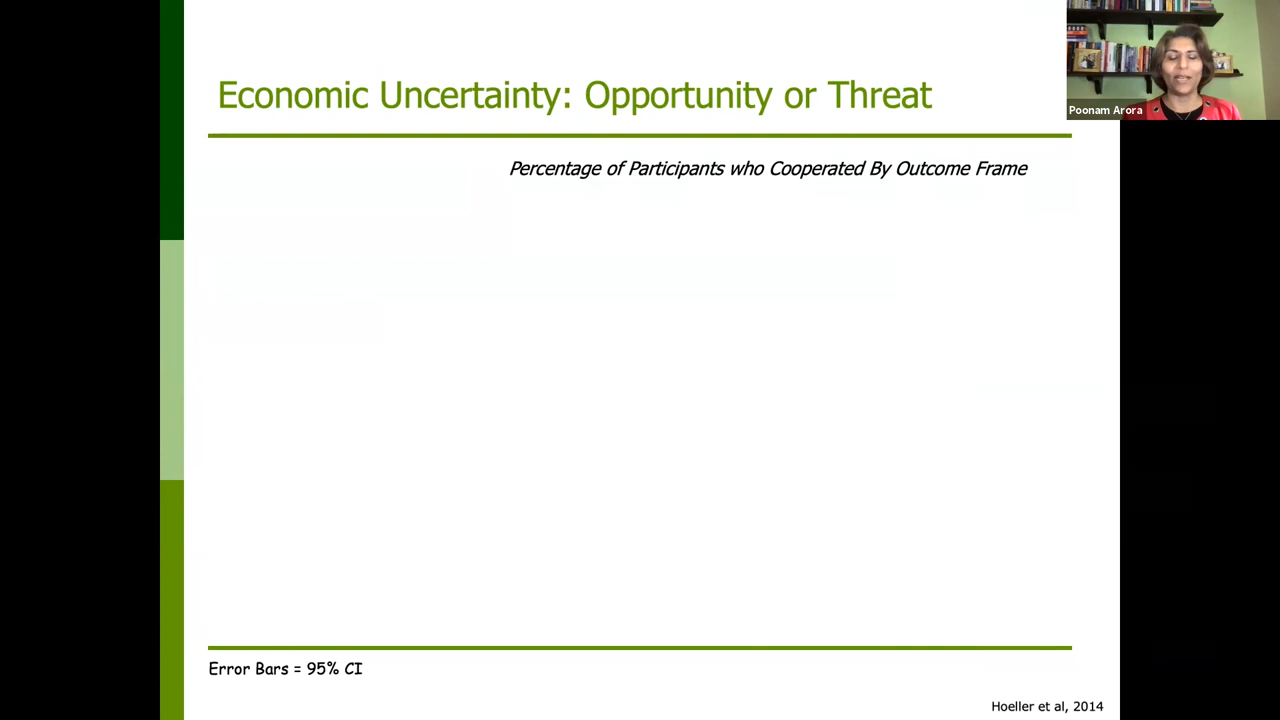 Economic Uncertainty: Opportunity or Threat
Poonam Arora
Percentage of Participants who Cooperated By Outcome Frame
Error Bars = 95% CI
Hoeller et al, 2014